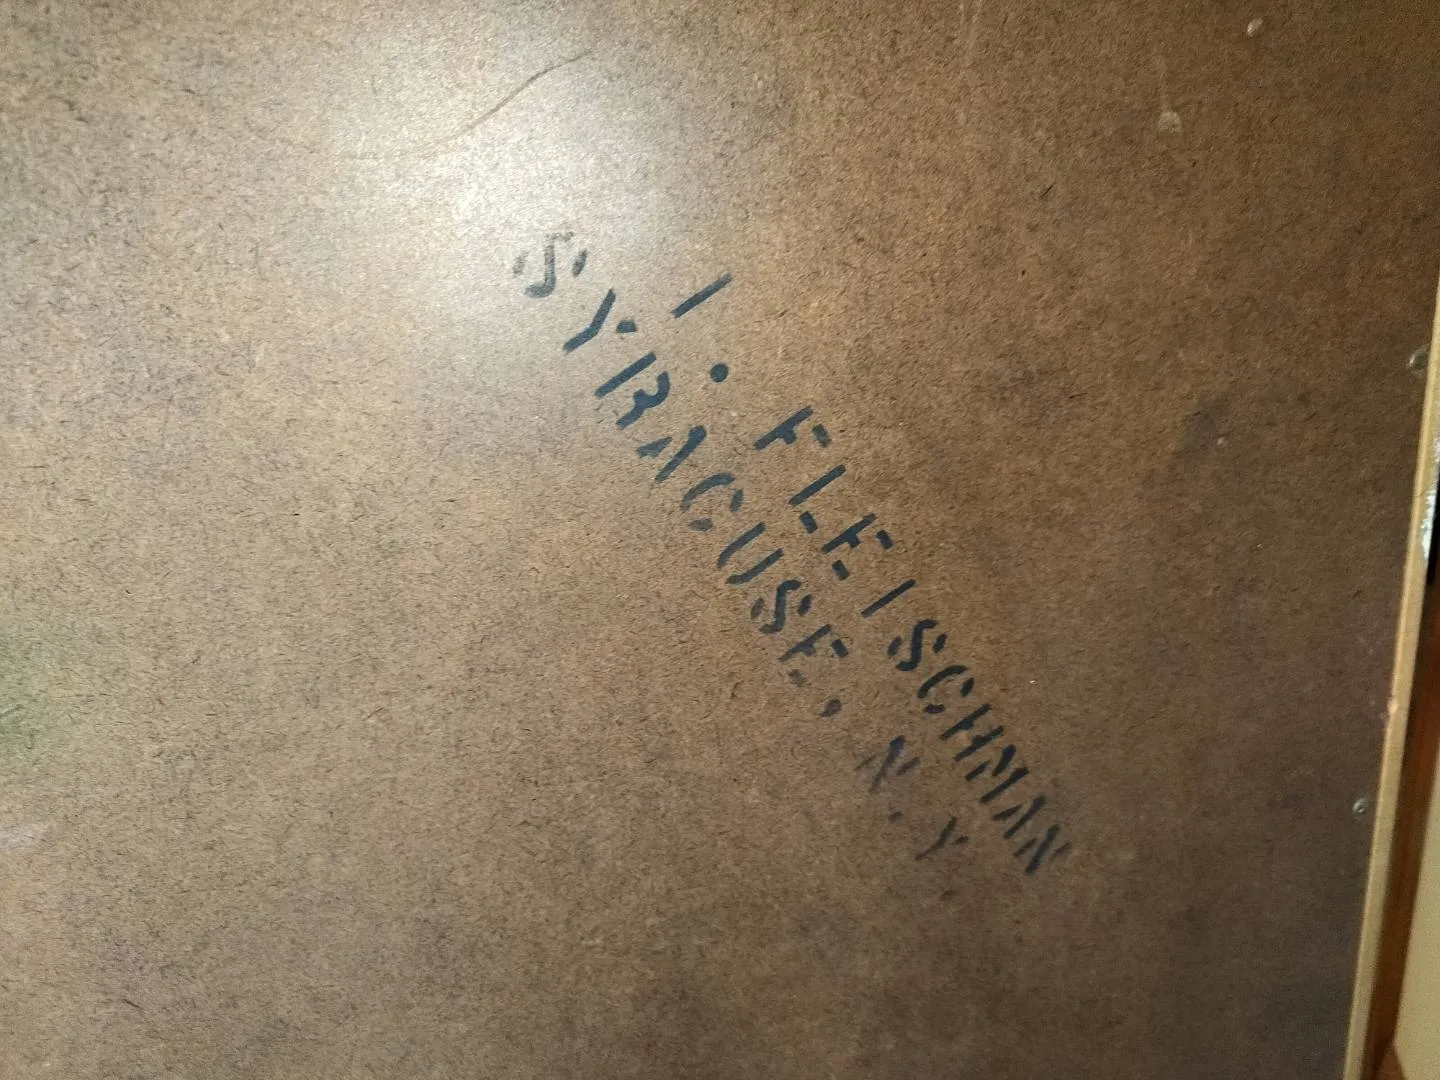 I. FLEISCHMAN
SYRACUSE. N.Y